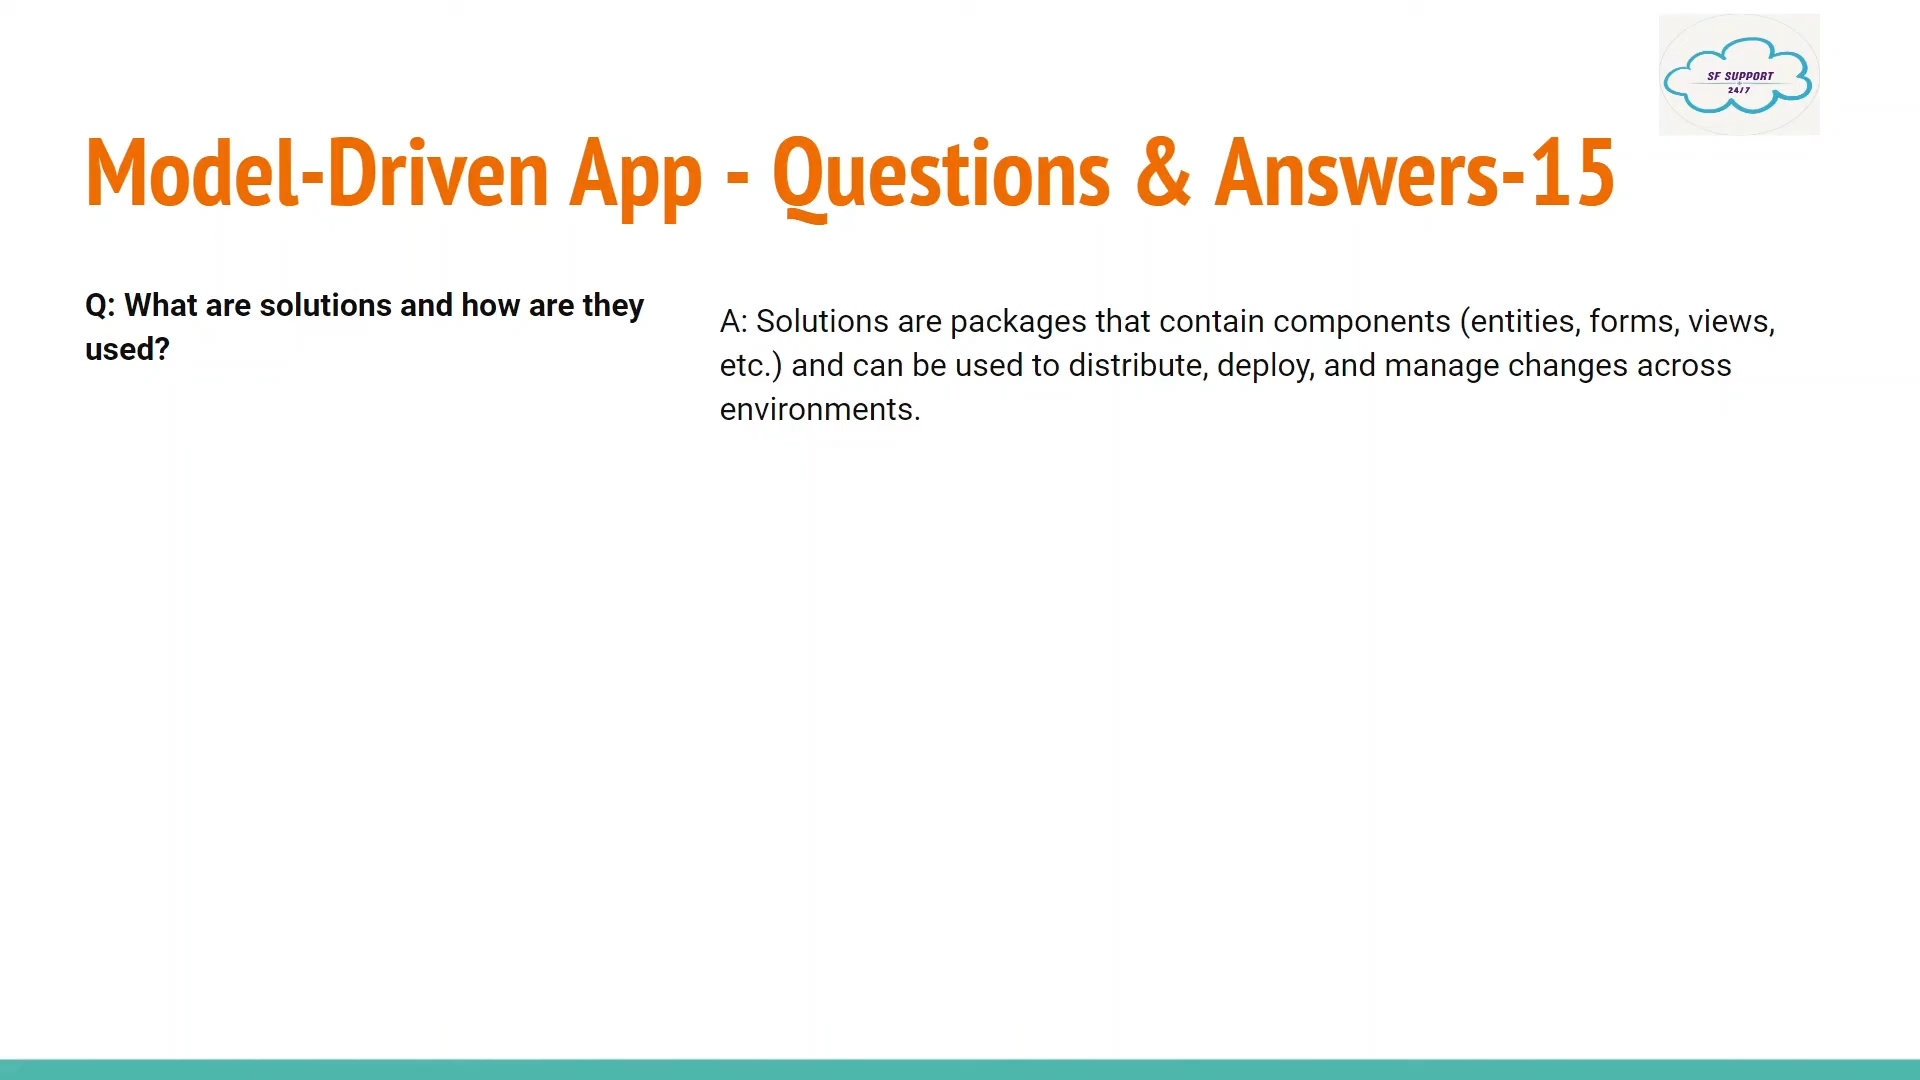 SF SUPPORT
24/7
Model-Driven App - Questions & Answers-15
Q: What are solutions and how are they
used?
A: Solutions are packages that contain components (entities, forms, views,
etc.) and can be used to distribute, deploy, and manage changes across
environments.